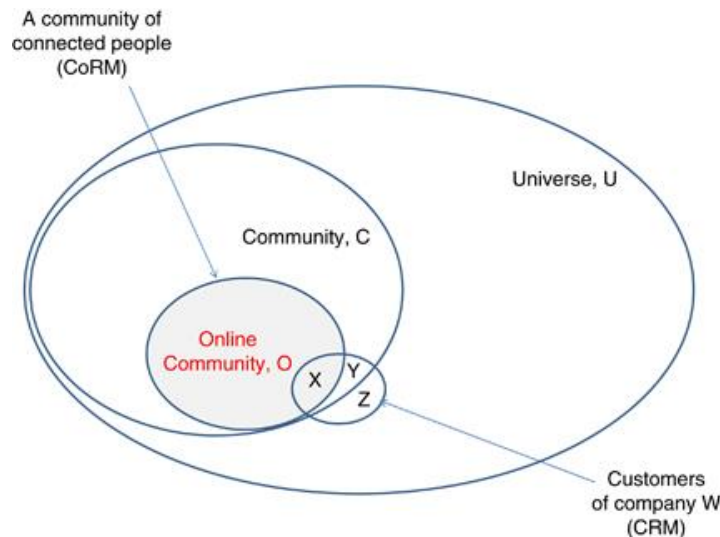 A community of
connected people
(CoRM)
Universe, U
Community, C
Online
Community, O
X
Y
Z
Customers
of company W
(CRM)